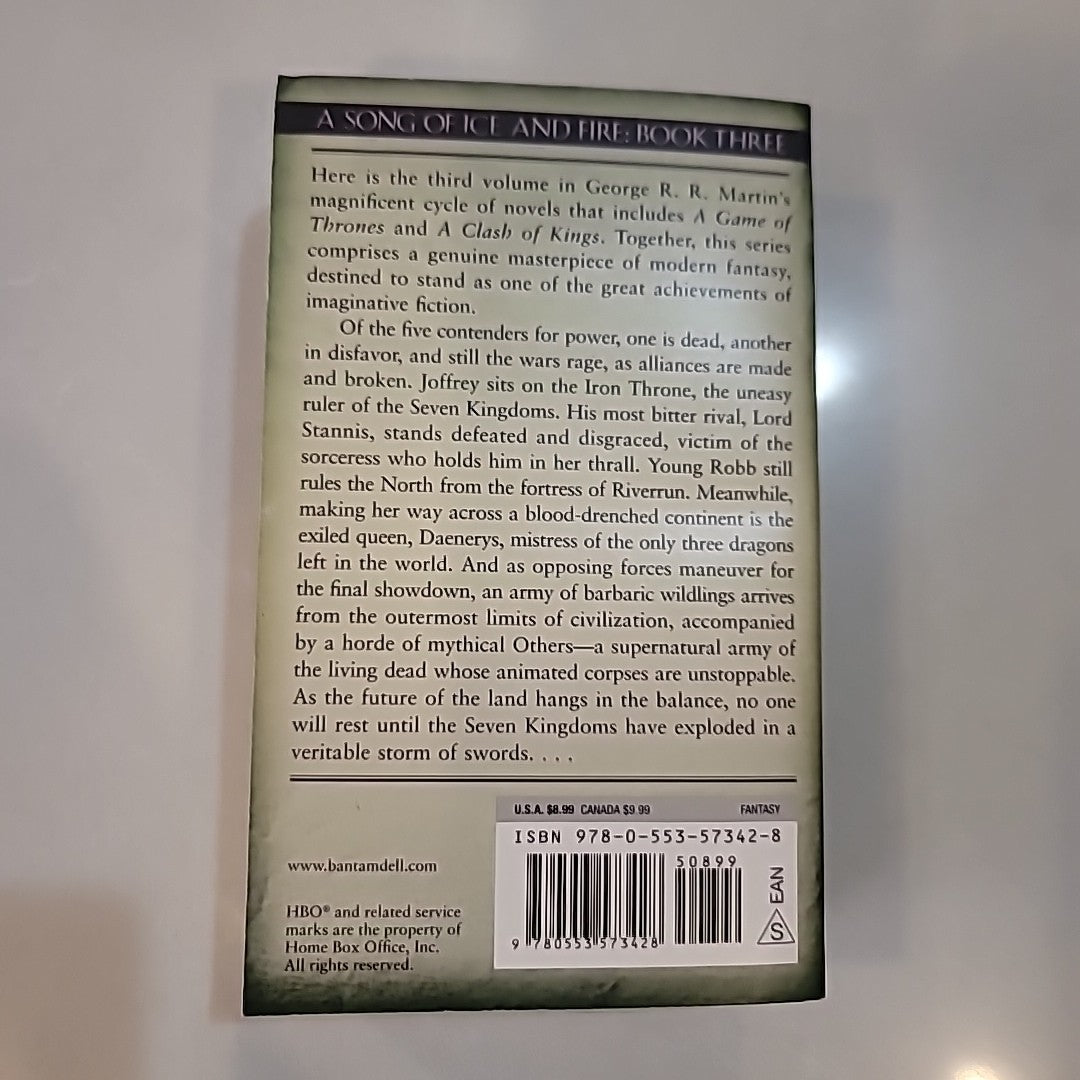 A SONG OF ICE AND FIRE: BOOK THREE
Here is the third volume in George R. R. Martin's
magnificent cycle of novels that includes A Game of
Thrones and A Clash of Kings. Together, this series
comprises a genuine masterpiece of modern fantasy,
destined to stand as one of the great achievements of
imaginative fiction.
Of the five contenders for power, one is dead, another
in disfavor, and still the wars rage, as alliances are made
and broken. Joffrey sits on the Iron Throne, the uneasy
ruler of the Seven Kingdoms. His most bitter rival, Lord
Stannis, stands defeated and disgraced, victim of the
sorceress who holds him in her thrall. Young Robb still
rules the North from the fortress of Riverrun. Meanwhile,
making her way across a blood-drenched continent is the
exiled queen, Daenerys, mistress of the only three dragons
left in the world. And as opposing forces maneuver for
the final showdown, an army of barbaric wildlings arrives
from the outermost limits of civilization, accompanied
by a horde of mythical Others—a supernatural army of
the living dead whose animated corpses are unstoppable.
As the future of the land hangs in the balance, no one
will rest until the Seven Kingdoms have exploded in a
veritable storm of swords. . . .
U.S.A. $8.99 CANADA $9.99 FANTASY
ISBN 978-0-553-57342-8
50899
EAN
S
9 780553 573428
www.bantamdell.com
HBO® and related service
marks are the property of
Home Box Office, Inc.
All rights reserved.